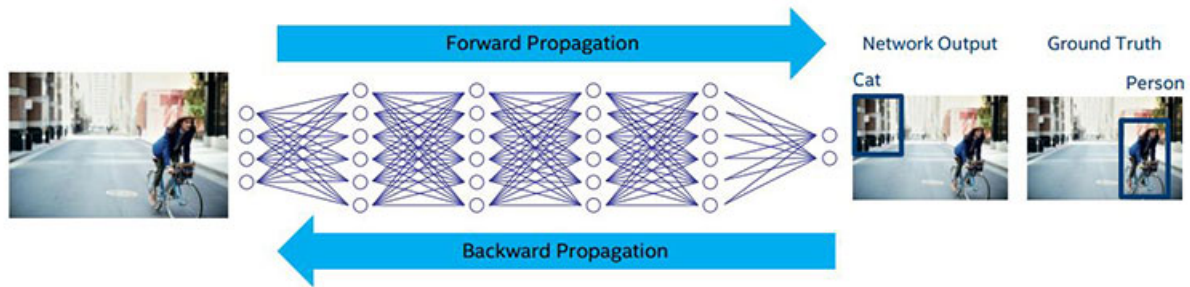 Forward Propagation
Network Output
Ground Truth
Cat
Person
Backward Propagation